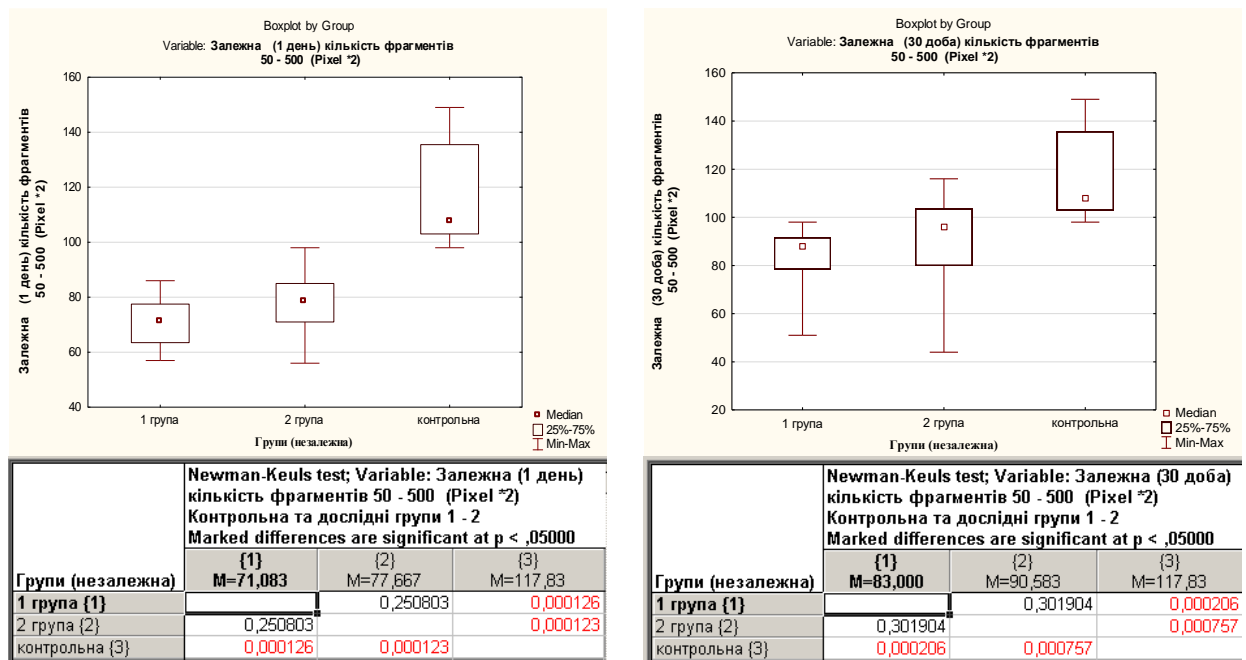 Boxplot by Group
Variable: Залежна (1 день) кількість фрагментів
50 - 500 (Pixel *2)
Залежна (1 день) кількість фрагментів
50 - 500 (Pixel *2)
160
140
120
100
80
60
40
1 група 2 група контрольна
Групи (незалежна)
Median
25%-75%
Min-Max
Newman-Keuls test; Variable: Залежна (1 день)
кількість фрагментів 50 - 500 (Pixel *2)
Контрольна та дослідні групи 1 - 2
Marked differences are significant at p < ,05000
Групи (незалежна) {1} M=71,083 {2} M=77,667 {3} M=117,83
1 група {1} 0,250803 0,000126
2 група {2} 0,250803 0,000123
контрольна {3} 0,000126 0,000123
Boxplot by Group
Variable: Залежна (30 доба) кількість фрагментів
50 - 500 (Pixel *2)
Залежна (30 доба) кількість фрагментів
50 - 500 (Pixel *2)
160
140
120
100
80
60
40
20
1 група 2 група контрольна
Групи (незалежна)
Median
25%-75%
Min-Max
Newman-Keuls test; Variable: Залежна (30 доба)
кількість фрагментів 50 - 500 (Pixel *2)
Контрольна та дослідні групи 1 - 2
Marked differences are significant at p < ,05000
Групи (незалежна) {1} M=83,000 {2} M=90,583 {3} M=117,83
1 група {1} 0,301904 0,000206
2 група {2} 0,301904 0,000757
контрольна {3} 0,000206 0,000757